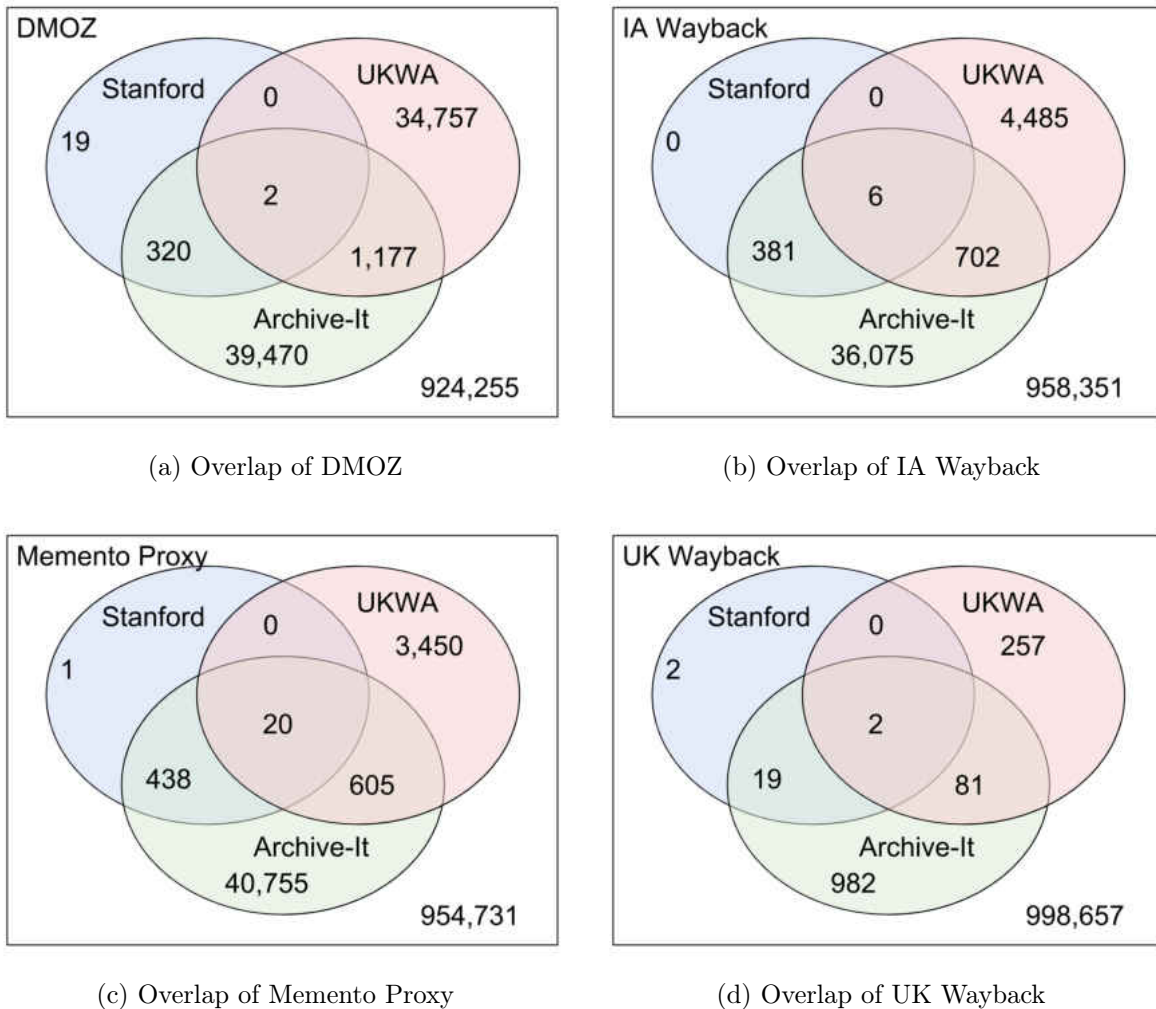 DMOZ
Stanford
UKWA
0
34,757
19
2
320
1,177
Archive-It
39,470
924,255
(a) Overlap of DMOZ
IA Wayback
Stanford
UKWA
0
4,485
0
6
381
702
Archive-It
36,075
958,351
(b) Overlap of IA Wayback
Memento Proxy
Stanford
UKWA
0
3,450
1
20
438
605
Archive-It
40,755
954,731
(c) Overlap of Memento Proxy
UK Wayback
Stanford
UKWA
0
257
2
2
19
81
Archive-It
982
998,657
(d) Overlap of UK Wayback